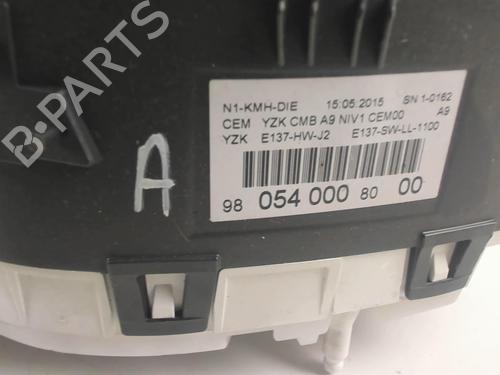 N1-KMH-DIE 15.05.2015 SN 1-0162
CEM YZK CMB A9 NIV1 CEM00 A9
YZK E137-HW-J2 E137-SW-LL-1100
98 054 000 80 00
A
B